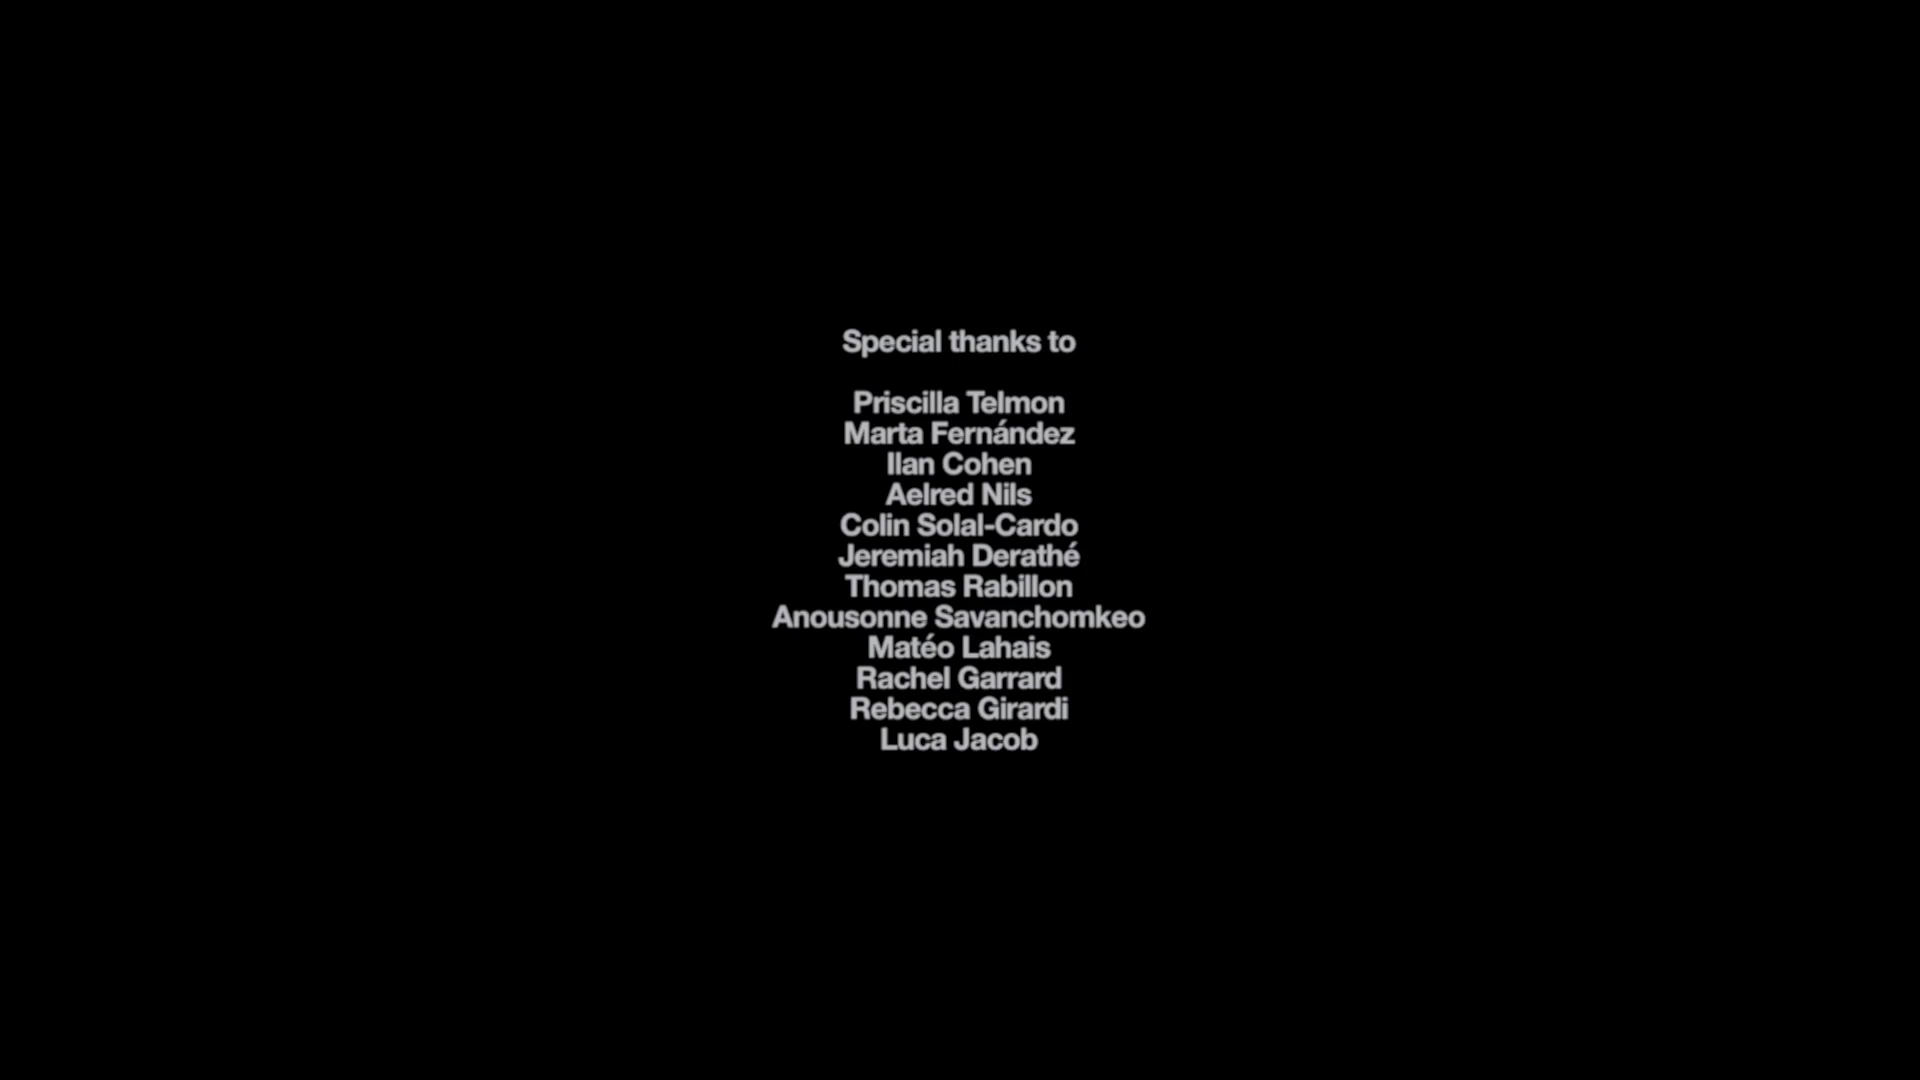 Special thanks to
Priscilla Telmon
Marta Fernández
Ilan Cohen
Aelred Nils
Colin Solal-Cardo
Jeremiah Derathé
Thomas Rabillon
Anousonne Savanchomkeo
Matéo Lahais
Rachel Garrard
Rebecca Girardi
Luca Jacob